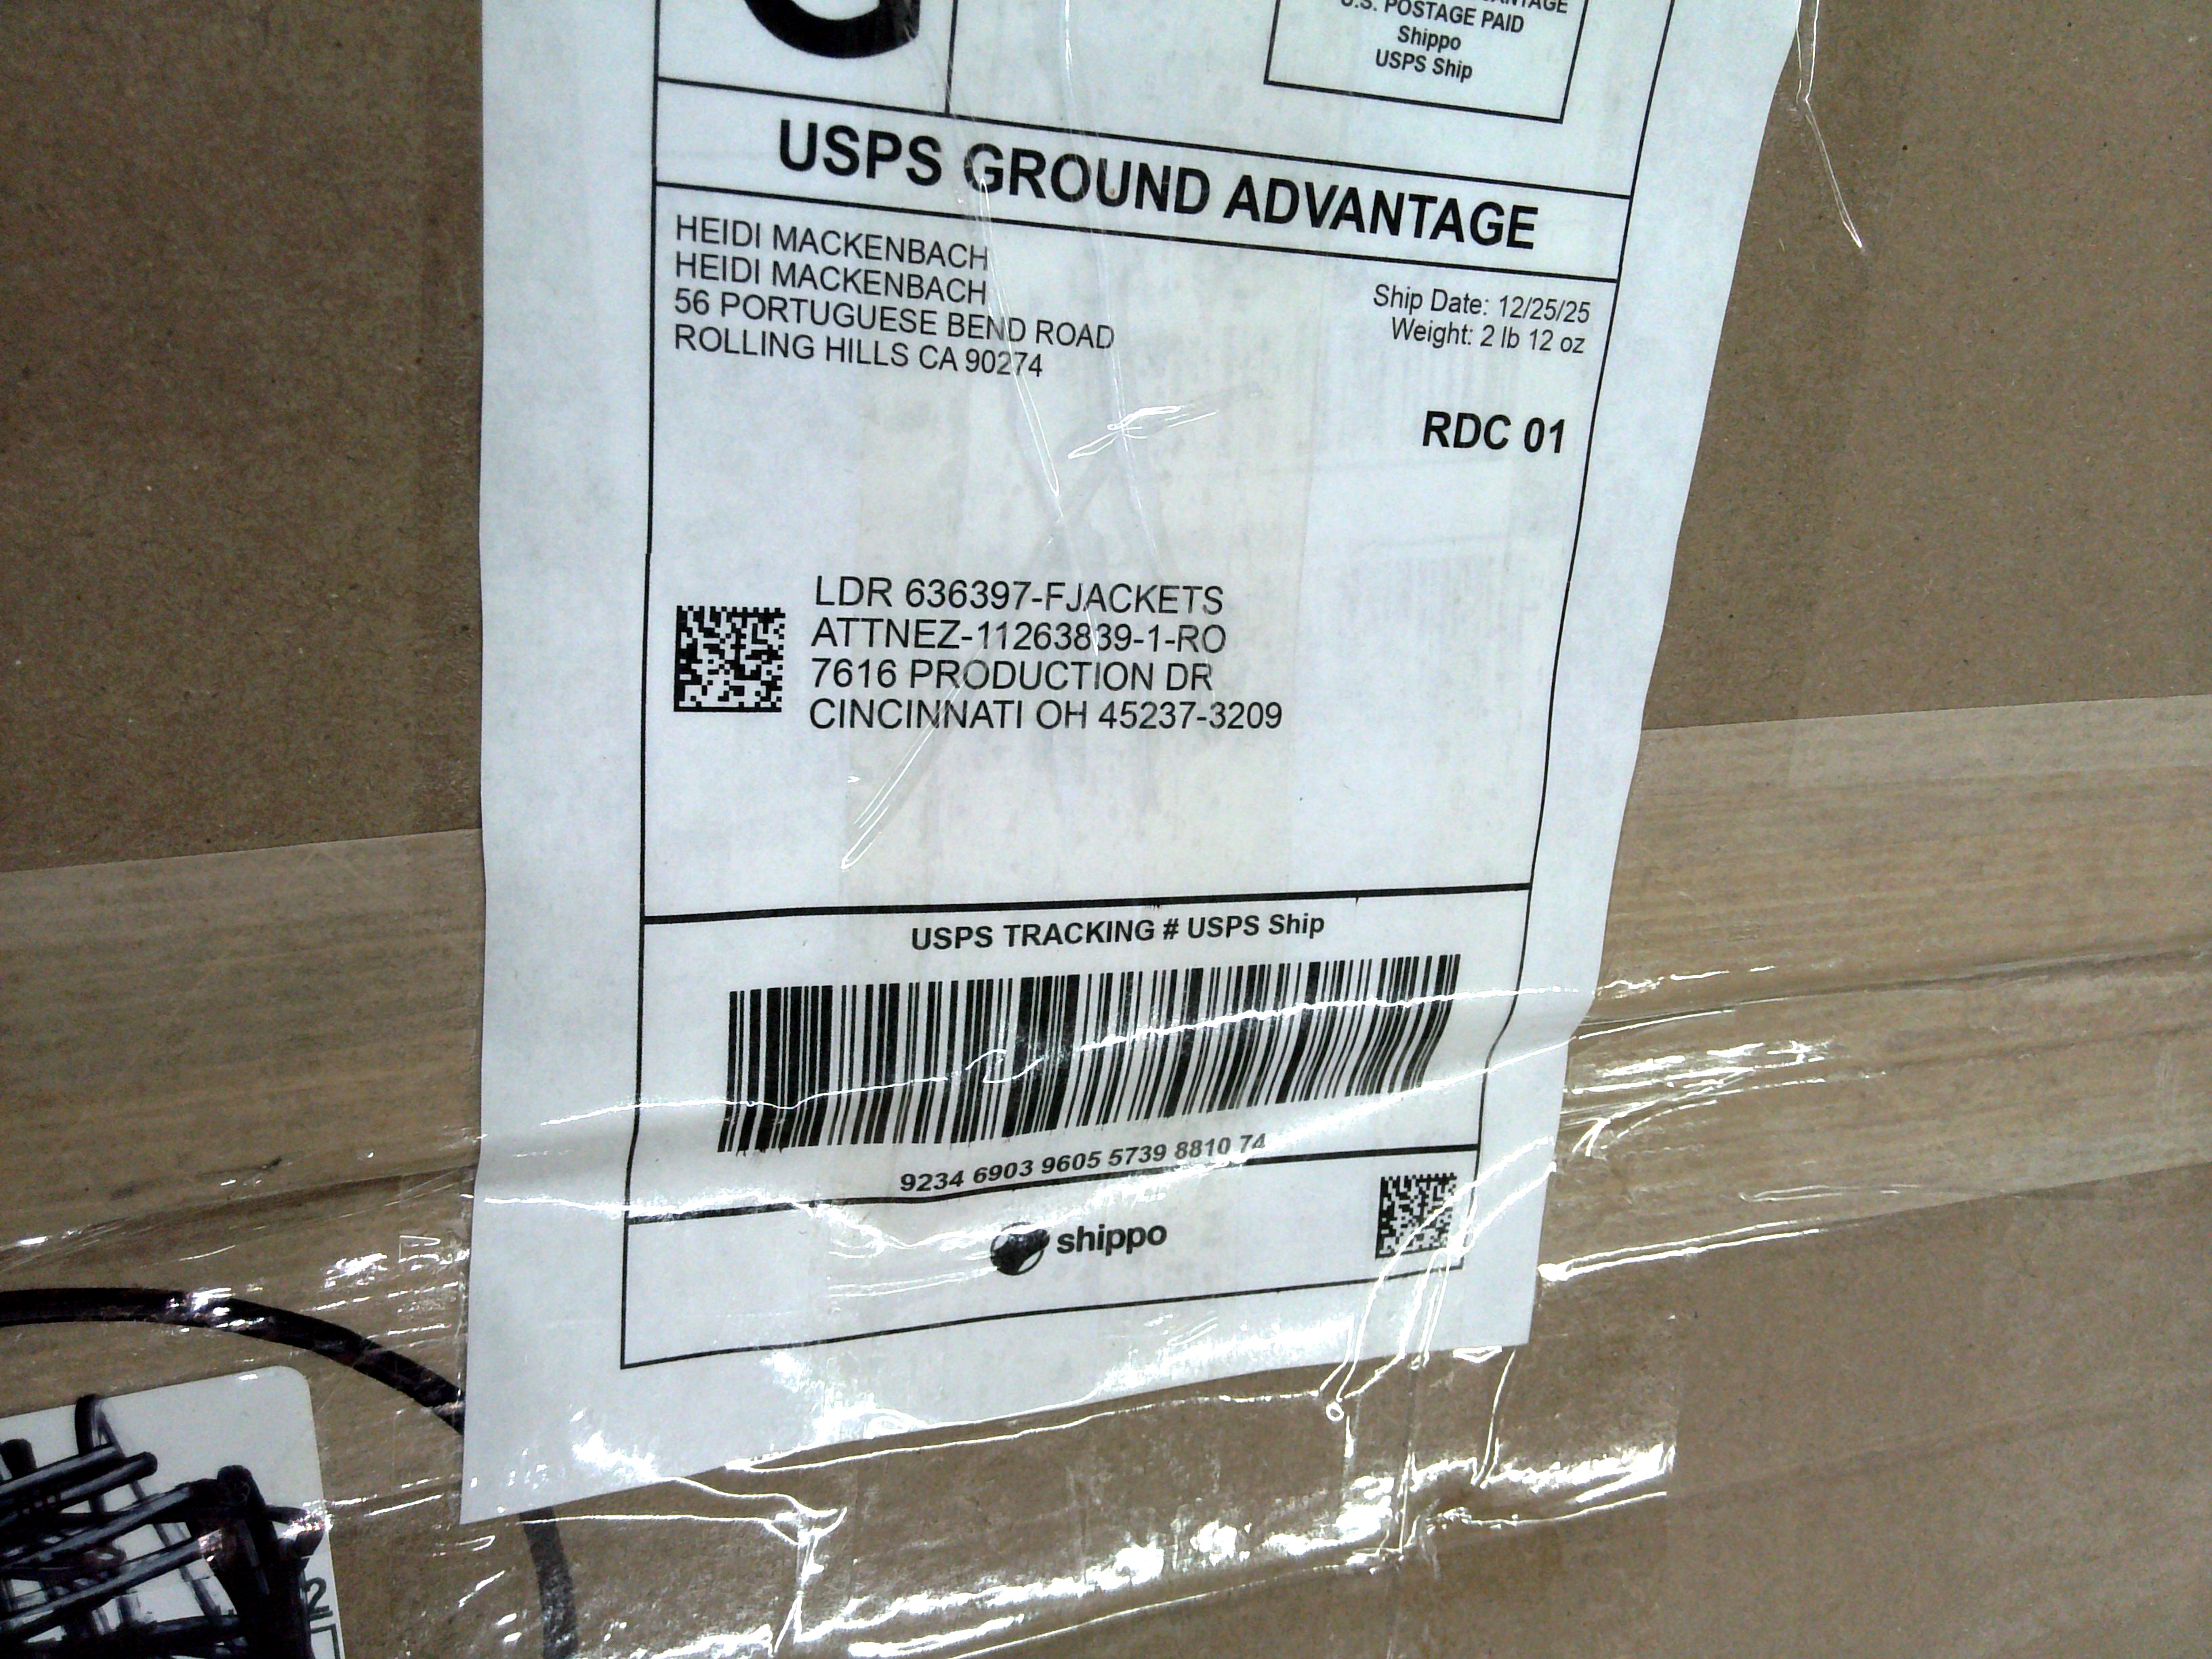 U.S. POSTAGE PAID
Shippo
USPS Ship
USPS GROUND ADVANTAGE
HEIDI MACKENBACH
HEIDI MACKENBACH
56 PORTUGUESE BEND ROAD
ROLLING HILLS CA 90274
Ship Date: 12/25/25
Weight: 2 lb 12 oz
RDC 01
LDR 636397-FJACKETS
ATTNEZ-11263839-1-RO
7616 PRODUCTION DR
CINCINNATI OH 45237-3209
USPS TRACKING # USPS Ship
9234 6903 9605 5739 8810 74
shippo